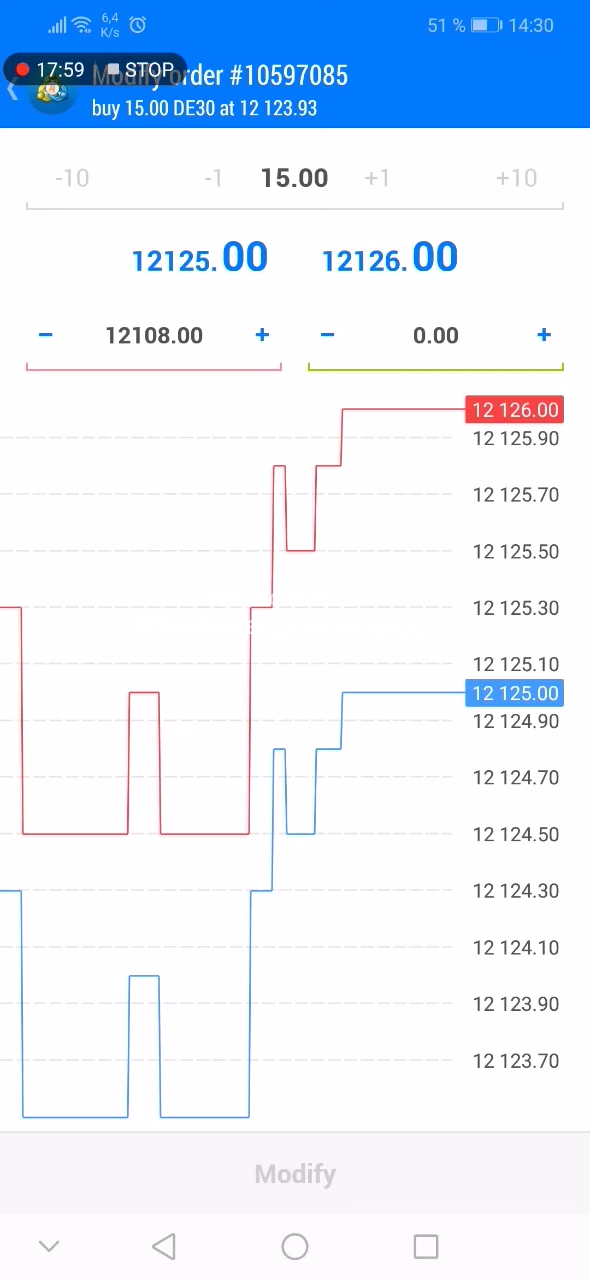 6,4
K/s
51 % 14:30
17:59 STOP
Modify order #10597085
buy 15.00 DE30 at 12 123.93
-10 -1 15.00 +1 +10
12125.00 12126.00
− 12108.00 + − 0.00 +
12 126.00
12 125.90
12 125.70
12 125.50
12 125.30
12 125.10
12 125.00
12 124.90
12 124.70
12 124.50
12 124.30
12 124.10
12 123.90
12 123.70
Modify